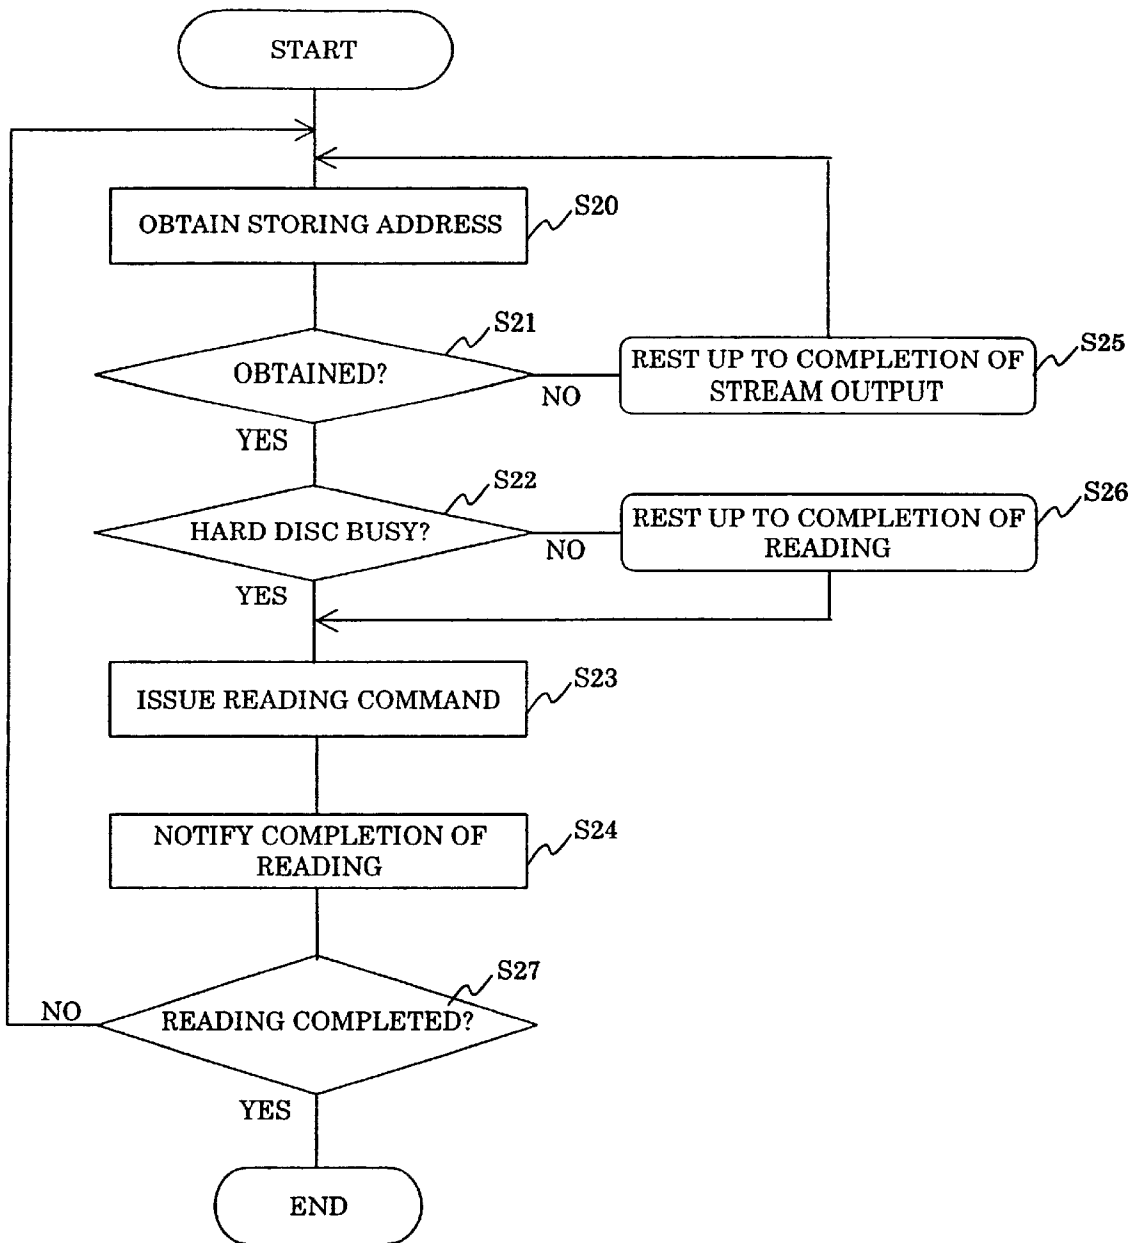 START
OBTAIN STORING ADDRESS
S20
S21
OBTAINED?
NO
YES
REST UP TO COMPLETION OF
STREAM OUTPUT
S25
S22
HARD DISC BUSY?
NO
YES
REST UP TO COMPLETION OF
READING
S26
ISSUE READING COMMAND
S23
NOTIFY COMPLETION OF
READING
S24
S27
READING COMPLETED?
NO
YES
END